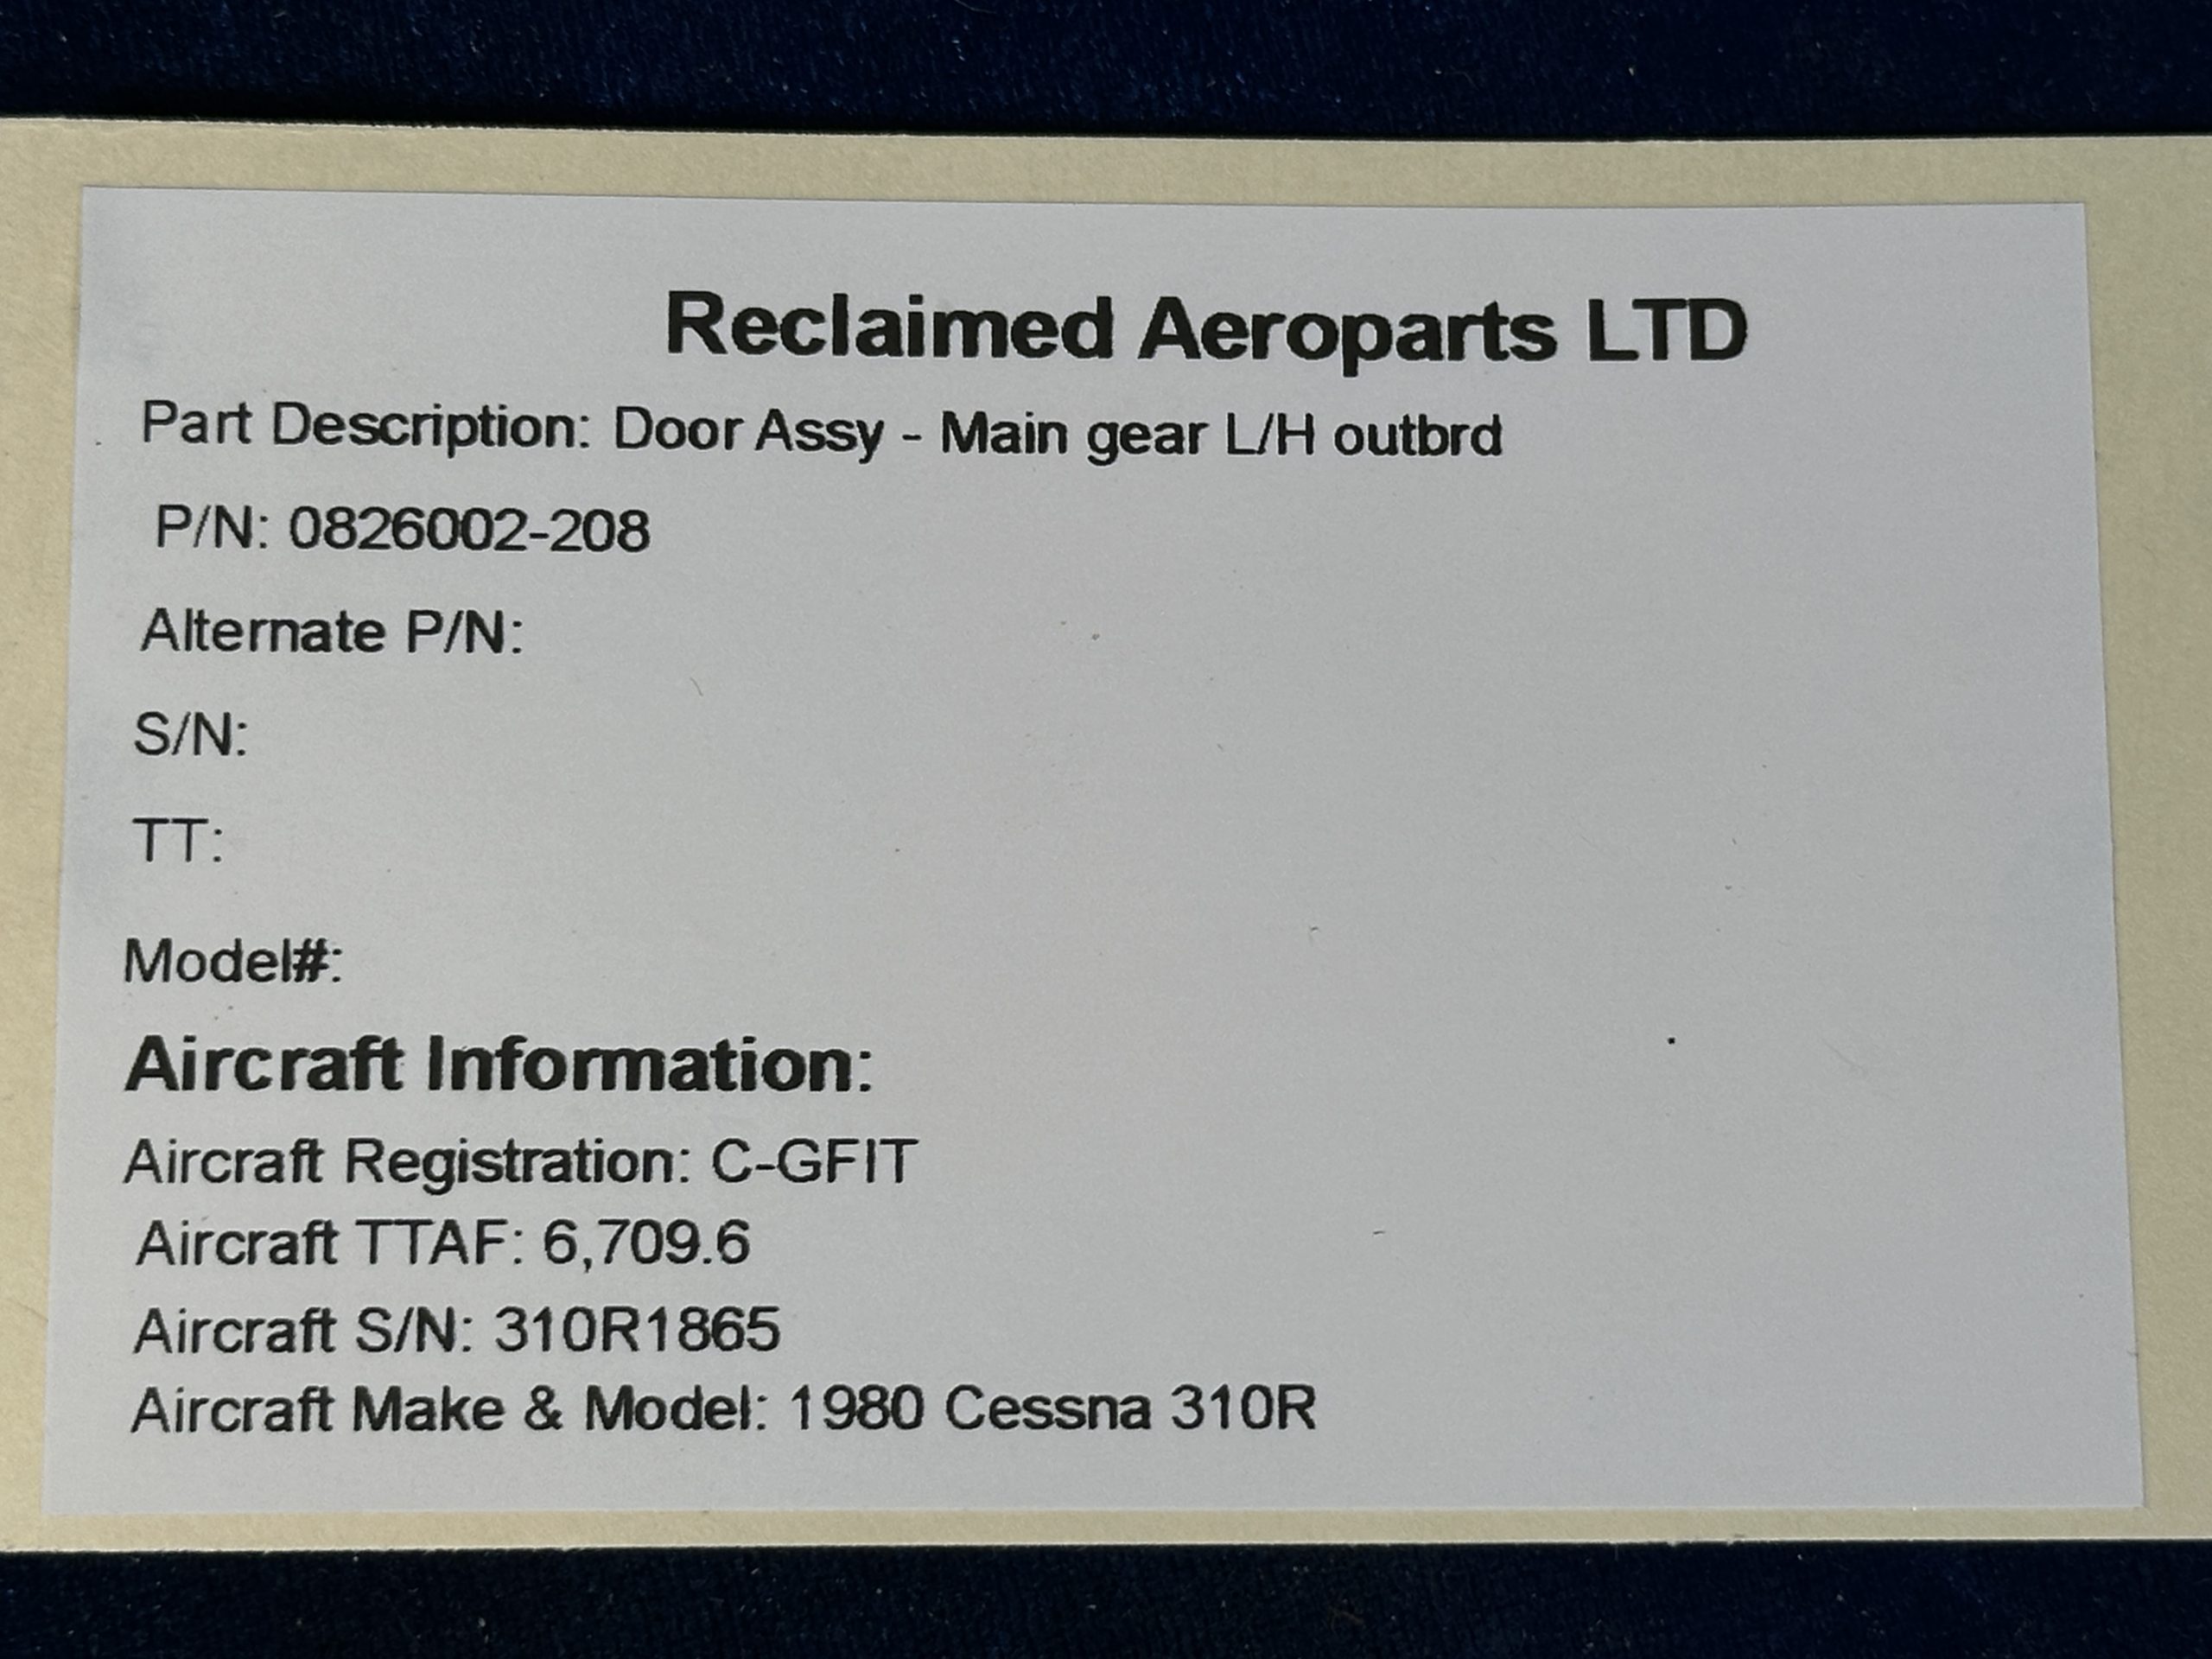 Reclaimed Aeroparts LTD
Part Description: Door Assy - Main gear L/H outbrd
P/N: 0826002-208
Alternate P/N:
S/N:
TT:
Model#:
Aircraft Information:
Aircraft Registration: C-GFIT
Aircraft TTAF: 6,709.6
Aircraft S/N: 310R1865
Aircraft Make & Model: 1980 Cessna 310R